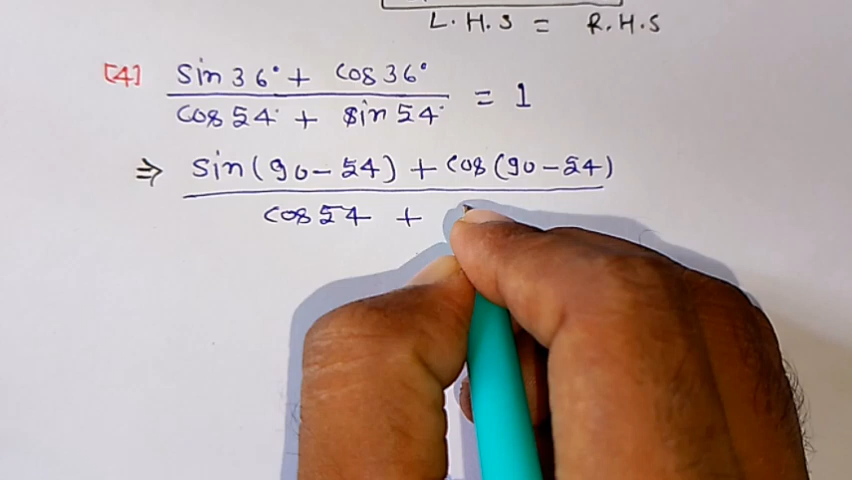 L.H.S = R.H.S
[4] sin 36° + cos 36°
cos 54° + sin 54° = 1
⇒ sin(90-54) + cos(90-54)
cos 54 +